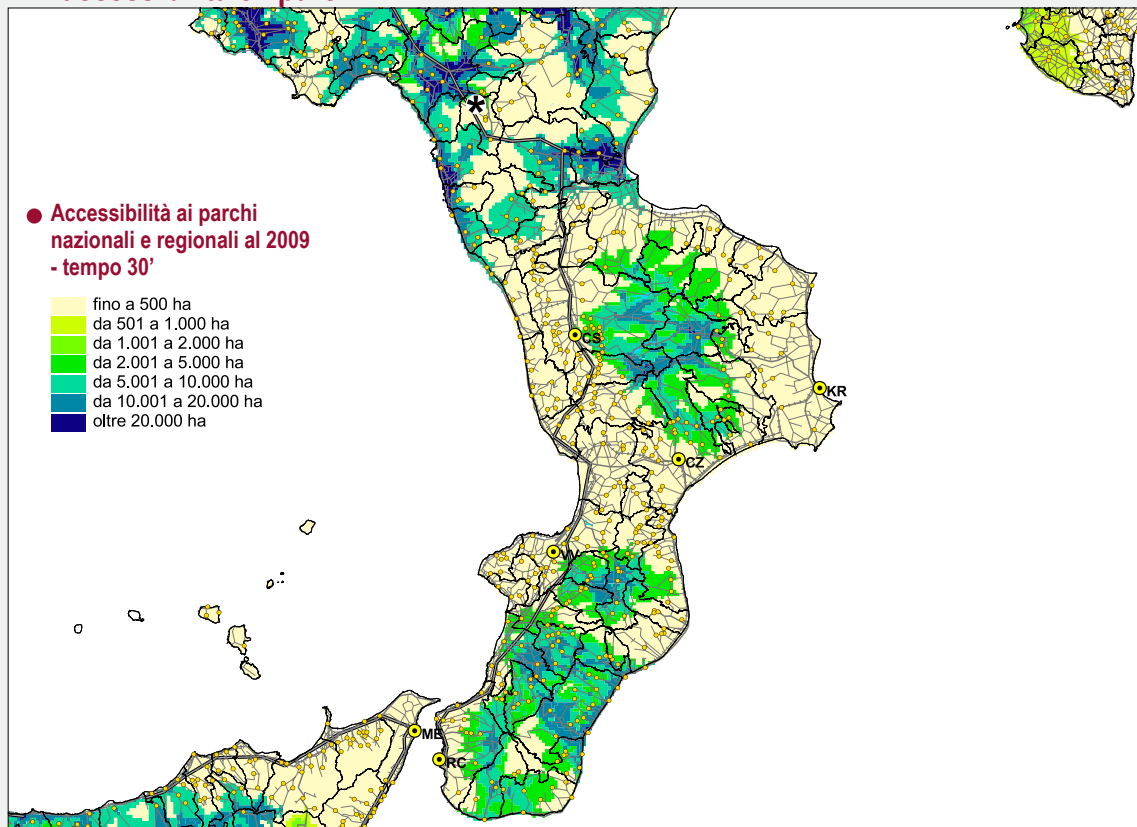 ● Accessibilità ai parchi
nazionali e regionali al 2009
- tempo 30’
fino a 500 ha
da 501 a 1.000 ha
da 1.001 a 2.000 ha
da 2.001 a 5.000 ha
da 5.001 a 10.000 ha
da 10.001 a 20.000 ha
oltre 20.000 ha
*
CS
KR
CZ
VV
ME
RC